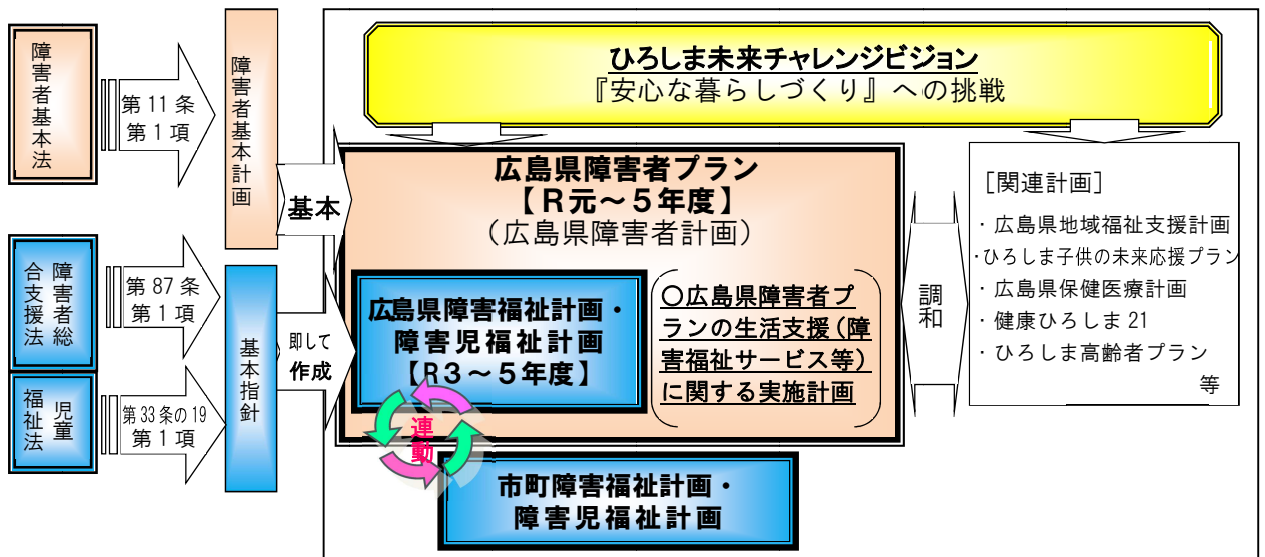 ひろしま未来チャレンジビジョン
『安心な暮らしづくり』への挑戦
障害者基本法
第11条
第1項
障害者基本計画
基本
広島県障害者プラン
【R元～5年度】
(広島県障害者計画)
障害者総
合支援法
第87条
第1項
児童
福祉法
第33条の19
第1項
基本指針
即して
作成
広島県障害福祉計画・
障害児福祉計画
【R3～5年度】
○広島県障害者プ
ランの生活支援(障
害福祉サービス等)
に関する実施計画
連動
市町障害福祉計画・
障害児福祉計画
調和
[関連計画]
・広島県地域福祉支援計画
・ひろしま子供の未来応援プラン
・広島県保健医療計画
・健康ひろしま21
・ひろしま高齢者プラン
等